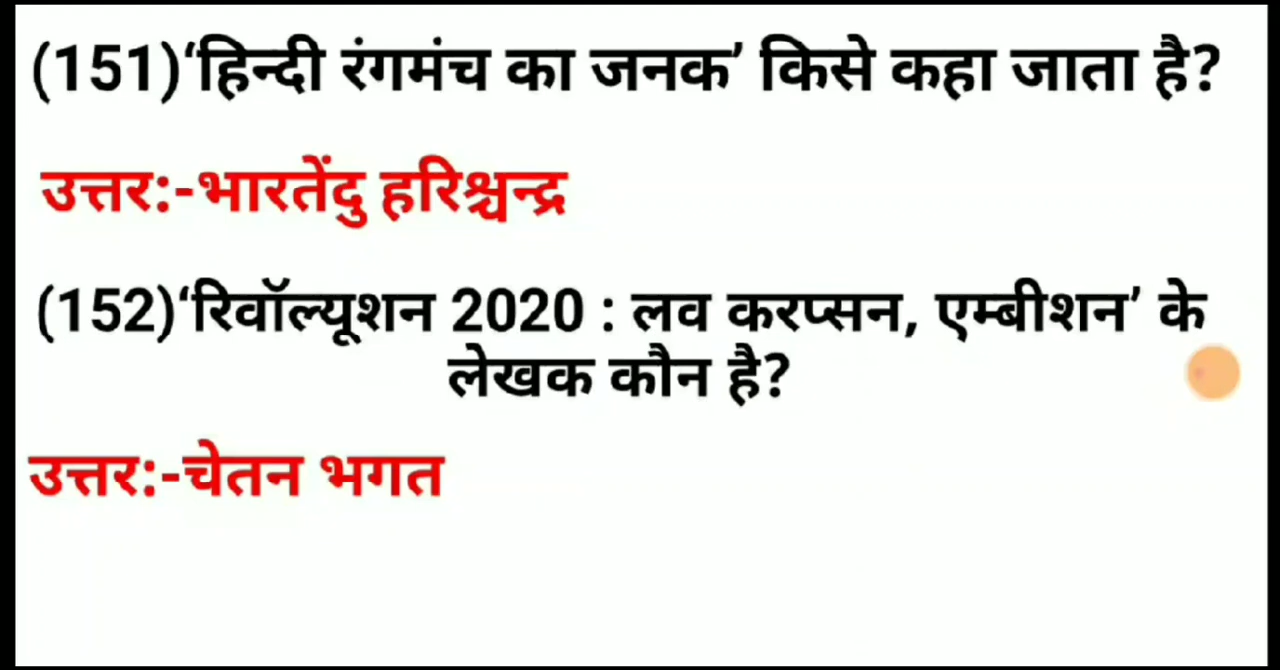 (151)‘हिन्दी रंगमंच का जनक’ किसे कहा जाता है?
उत्तर:-भारतेंदु हरिश्चन्द्र
(152)‘रिवॉल्यूशन 2020 : लव करप्सन, एम्बीशन’ के
लेखक कौन है?
उत्तर:-चेतन भगत